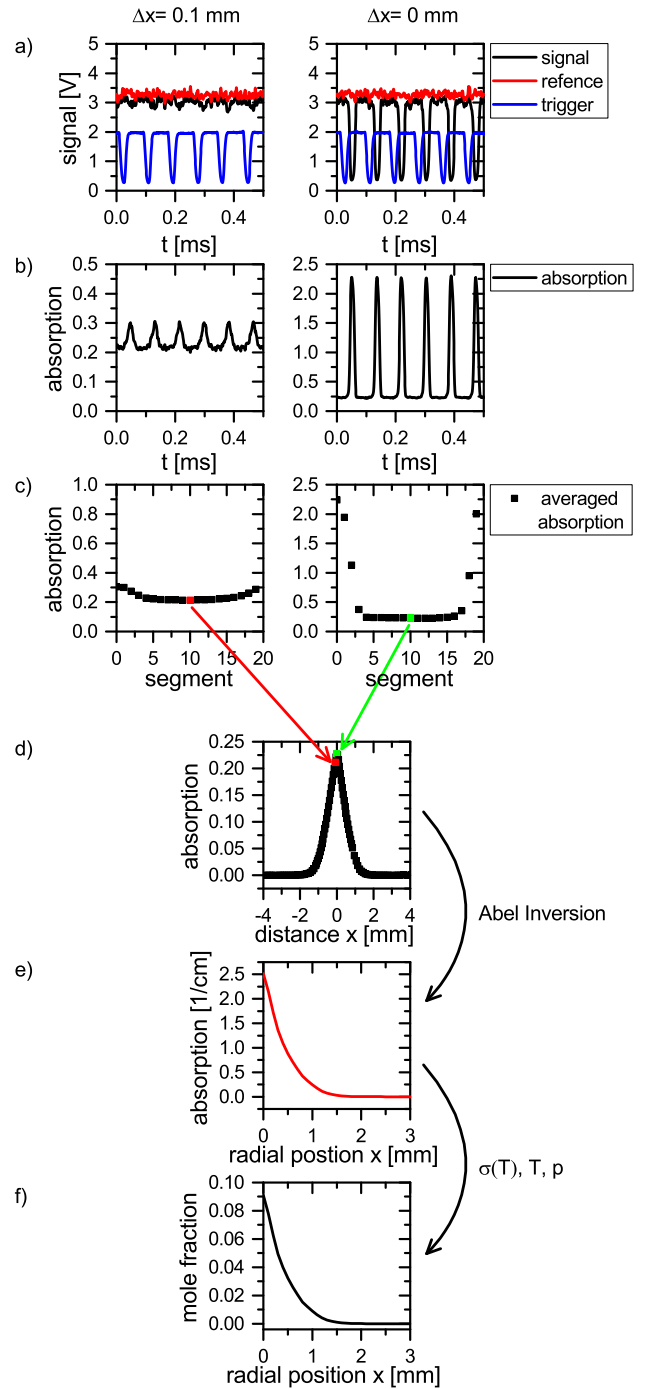 Δx= 0.1 mm
Δx= 0 mm
a)
signal [V]
5
4
3
2
1
0
0.0 0.2 0.4
t [ms]
0.0 0.2 0.4
t [ms]
signal
refence
trigger
b)
absorption
0.5
0.4
0.3
0.2
0.1
0.0
0.0 0.2 0.4
t [ms]
2.5
2.0
1.5
1.0
0.5
0.0
0.0 0.2 0.4
t [ms]
absorption
c)
absorption
1.0
0.8
0.6
0.4
0.2
0.0
0 5 10 15 20
segment
2.5
2.0
1.5
1.0
0.5
0.0
0 5 10 15 20
segment
averaged
absorption
d)
absorption
0.25
0.20
0.15
0.10
0.05
0.00
-4 -2 0 2 4
distance x [mm]
Abel Inversion
e)
absorption [1/cm]
2.5
2.0
1.5
1.0
0.5
0.0
0 1 2 3
radial postion x [mm]
σ(T), T, p
f)
mole fraction
0.10
0.08
0.06
0.04
0.02
0.00
0 1 2 3
radial position x [mm]